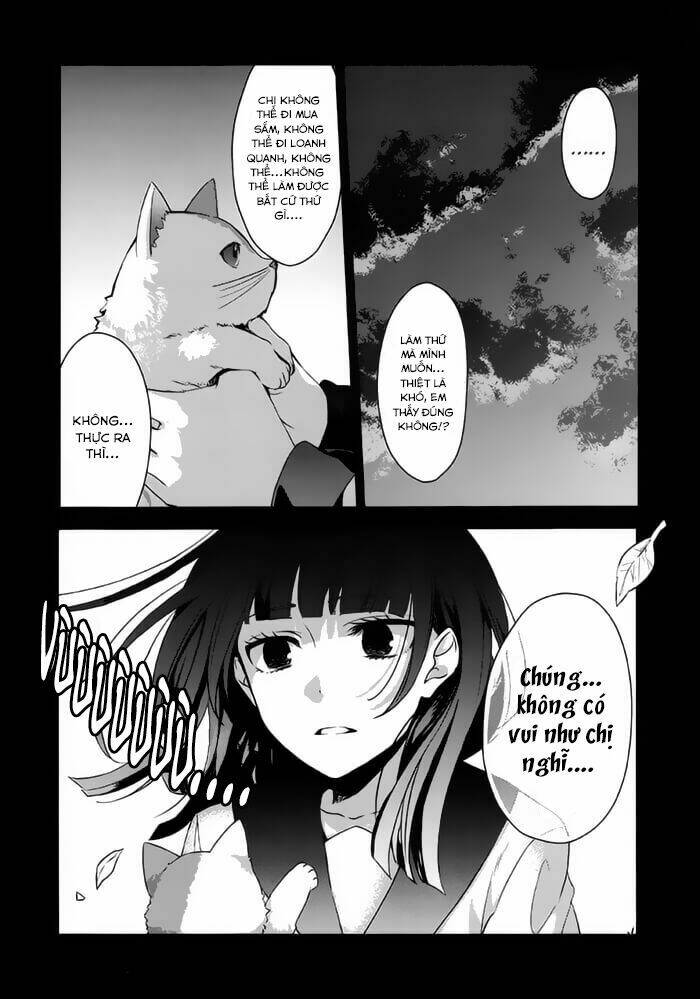 ......
LÀM THỨ
MÀ MÌNH
MUỐN...
THIỆT LÀ
KHÓ, EM
THẤY ĐÚNG
KHÔNG!?
CHỊ KHÔNG
THỂ ĐI MUA
SẮM, KHÔNG
THỂ ĐI LOANH
QUANH, KHÔNG
THỂ...KHÔNG
THỂ LÀM ĐƯỢC
BẤT CỨ THỨ
GÌ....
KHÔNG...
THỰC RA
THÌ...
Chúng...
không có
vui như chị
nghĩ....
VÙÙÙÙÙÙÙ....